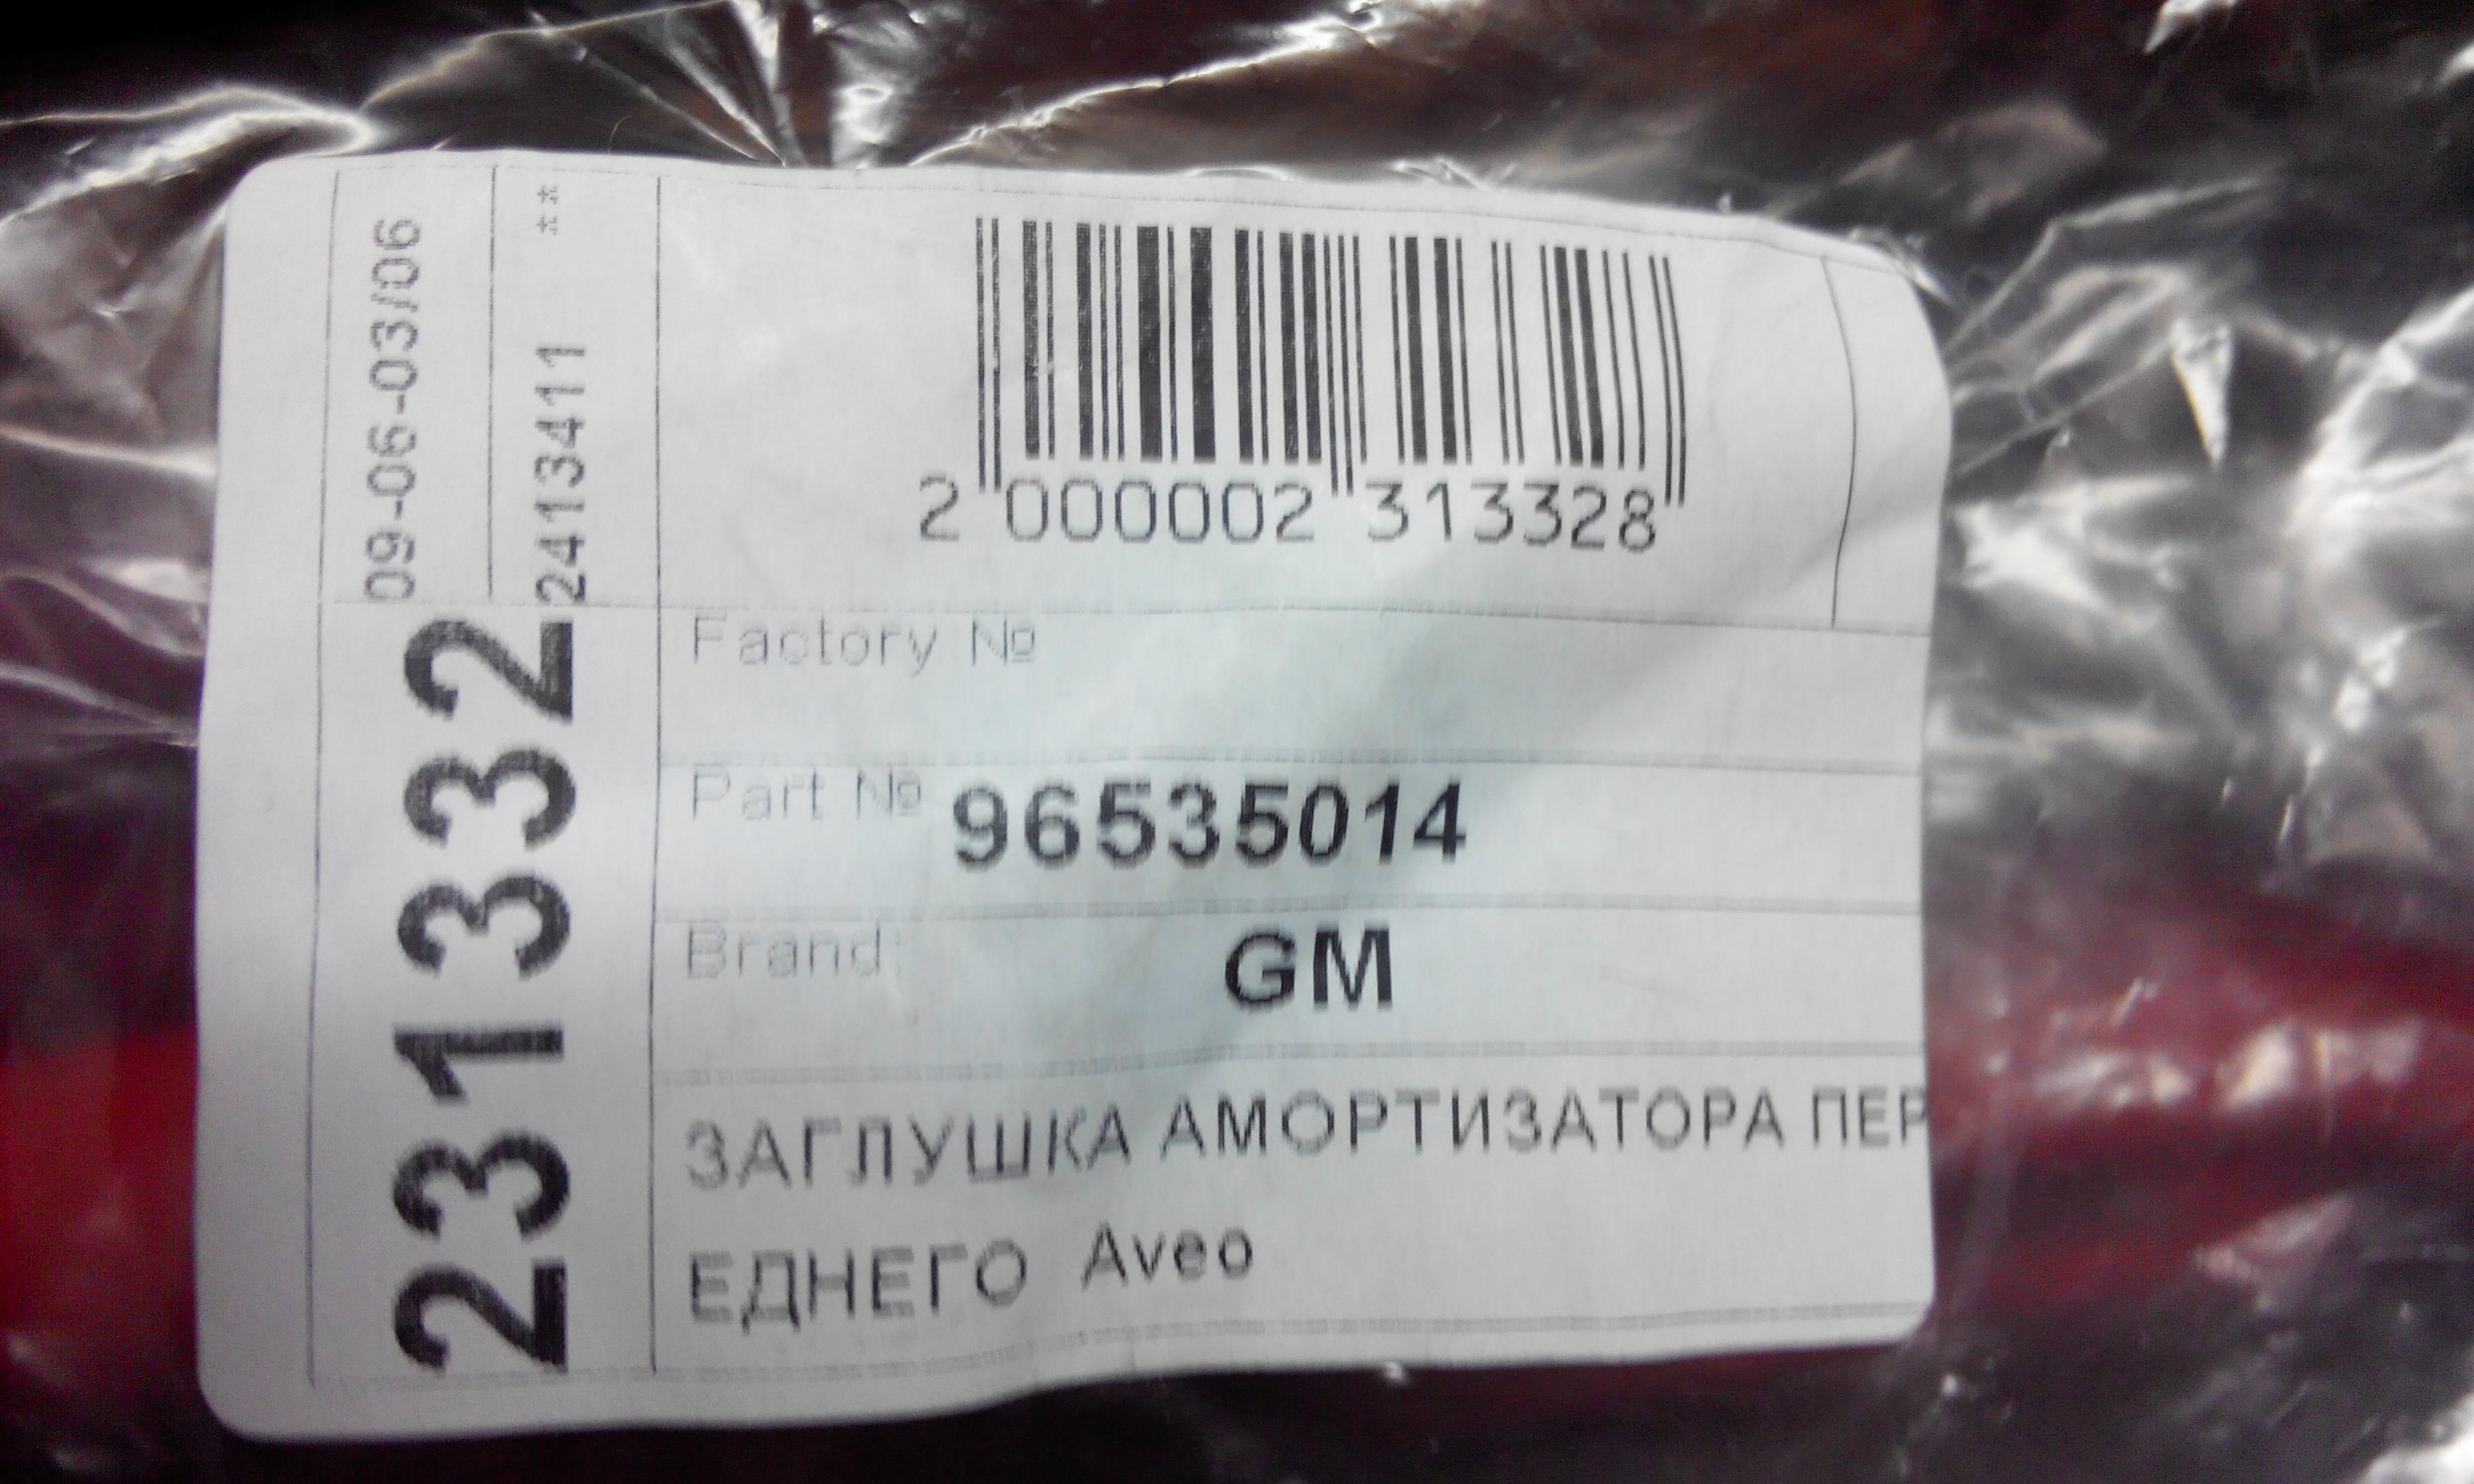 09-06-03/06
2413411 **
231332
2 000002 313328
Factory №
Part № 96535014
Brand: GM
ЗАГЛУШКА АМОРТИЗАТОРА ПЕР
ЕДНЕГО Aveo